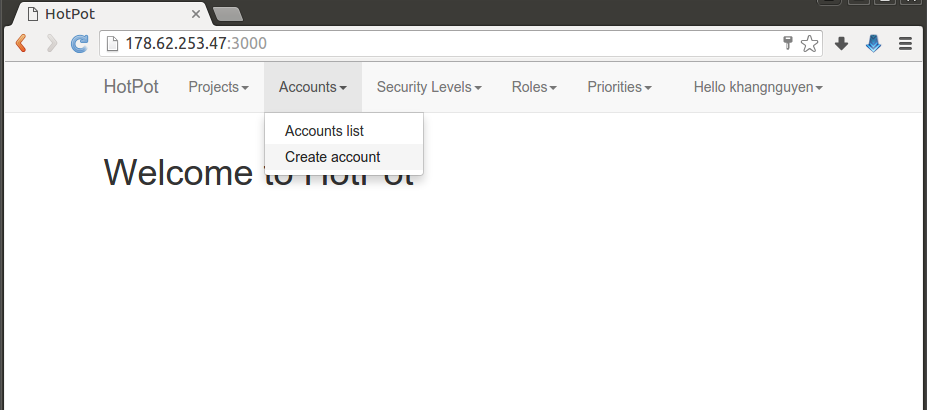 HotPot
178.62.253.47:3000
HotPot Projects Accounts Security Levels Roles Priorities Hello khangnguyen
Accounts list
Create account
Welcome to HotPot